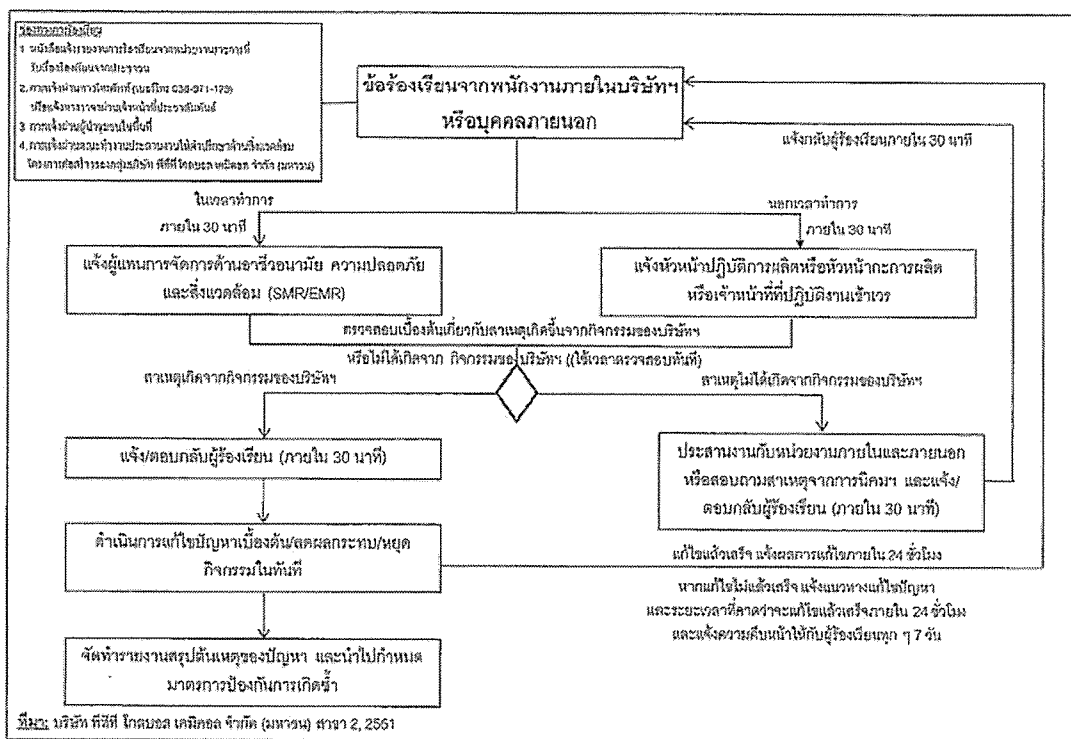 ช่องทางการร้องเรียน
1 หนังสือแจ้งรายงานการร้องเรียนจากหน่วยงานราชการที่
รับเรื่องร้องเรียนจากประชาชน
2. การแจ้งผ่านทางโทรศัพท์
หรือแจ้งทางวาจาผ่านเจ้าหน้าที่ประชาสัมพันธ์
3 การแจ้งผ่านผู้นำชุมชนในพื้นที่
4. การแจ้งผ่านคณะทำงานประสานงานให้คำปรึกษาด้านสิ่งแวดล้อม
โครงการก่อสร้างของกลุ่มบริษัท พีทีที โกลบอล เคมิคอล จำกัด (มหาชน)
ข้อร้องเรียนจากพนักงานภายในบริษัทฯ
หรือบุคคลภายนอก
แจ้งกลับผู้ร้องเรียนภายใน 30 นาที
ในเวลาทำการ
ภายใน 30 นาที
นอกเวลาทำการ
ภายใน 30 นาที
แจ้งผู้แทนการจัดการด้านอาชีวอนามัย ความปลอดภัย
และสิ่งแวดล้อม (SMR/EMR)
แจ้งหัวหน้าปฏิบัติการผลิตหรือหัวหน้ากะการผลิต
หรือเจ้าหน้าที่ที่ปฏิบัติงานเข้าเวร
ตรวจสอบเบื้องต้นเกี่ยวกับสาเหตุเกิดขึ้นจากกิจกรรมของบริษัทฯ
หรือไม่ได้เกิดจาก กิจกรรมของบริษัทฯ ((ใช้เวลาตรวจสอบทันที)
สาเหตุเกิดจากกิจกรรมของบริษัทฯ
สาเหตุไม่ได้เกิดจากกิจกรรมของบริษัทฯ
แจ้ง/ตอบกลับผู้ร้องเรียน (ภายใน 30 นาที)
ประสานงานกับหน่วยงานภายในและภายนอก
หรือสอบถามสาเหตุจากการนิคมฯ และแจ้ง/
ตอบกลับผู้ร้องเรียน (ภายใน 30 นาที)
ดำเนินการแก้ไขปัญหาเบื้องต้น/ลดผลกระทบ/หยุด
กิจกรรมในทันที
แก้ไขแล้วเสร็จ แจ้งผลการแก้ไขภายใน 24 ชั่วโมง
หากแก้ไขไม่แล้วเสร็จ แจ้งแนวทางแก้ไขปัญหา
และระยะเวลาที่คาดว่าจะแก้ไขแล้วเสร็จภายใน 24 ชั่วโมง
และแจ้งความคืบหน้าให้กับผู้ร้องเรียนทุก ๆ 7 วัน
จัดทำรายงานสรุปต้นเหตุของปัญหา และนำไปกำหนด
มาตรการป้องกันการเกิดซ้ำ
ที่มา: บริษัท พีทีที โกลบอล เคมิคอล จำกัด (มหาชน) สาขา 2, 2561